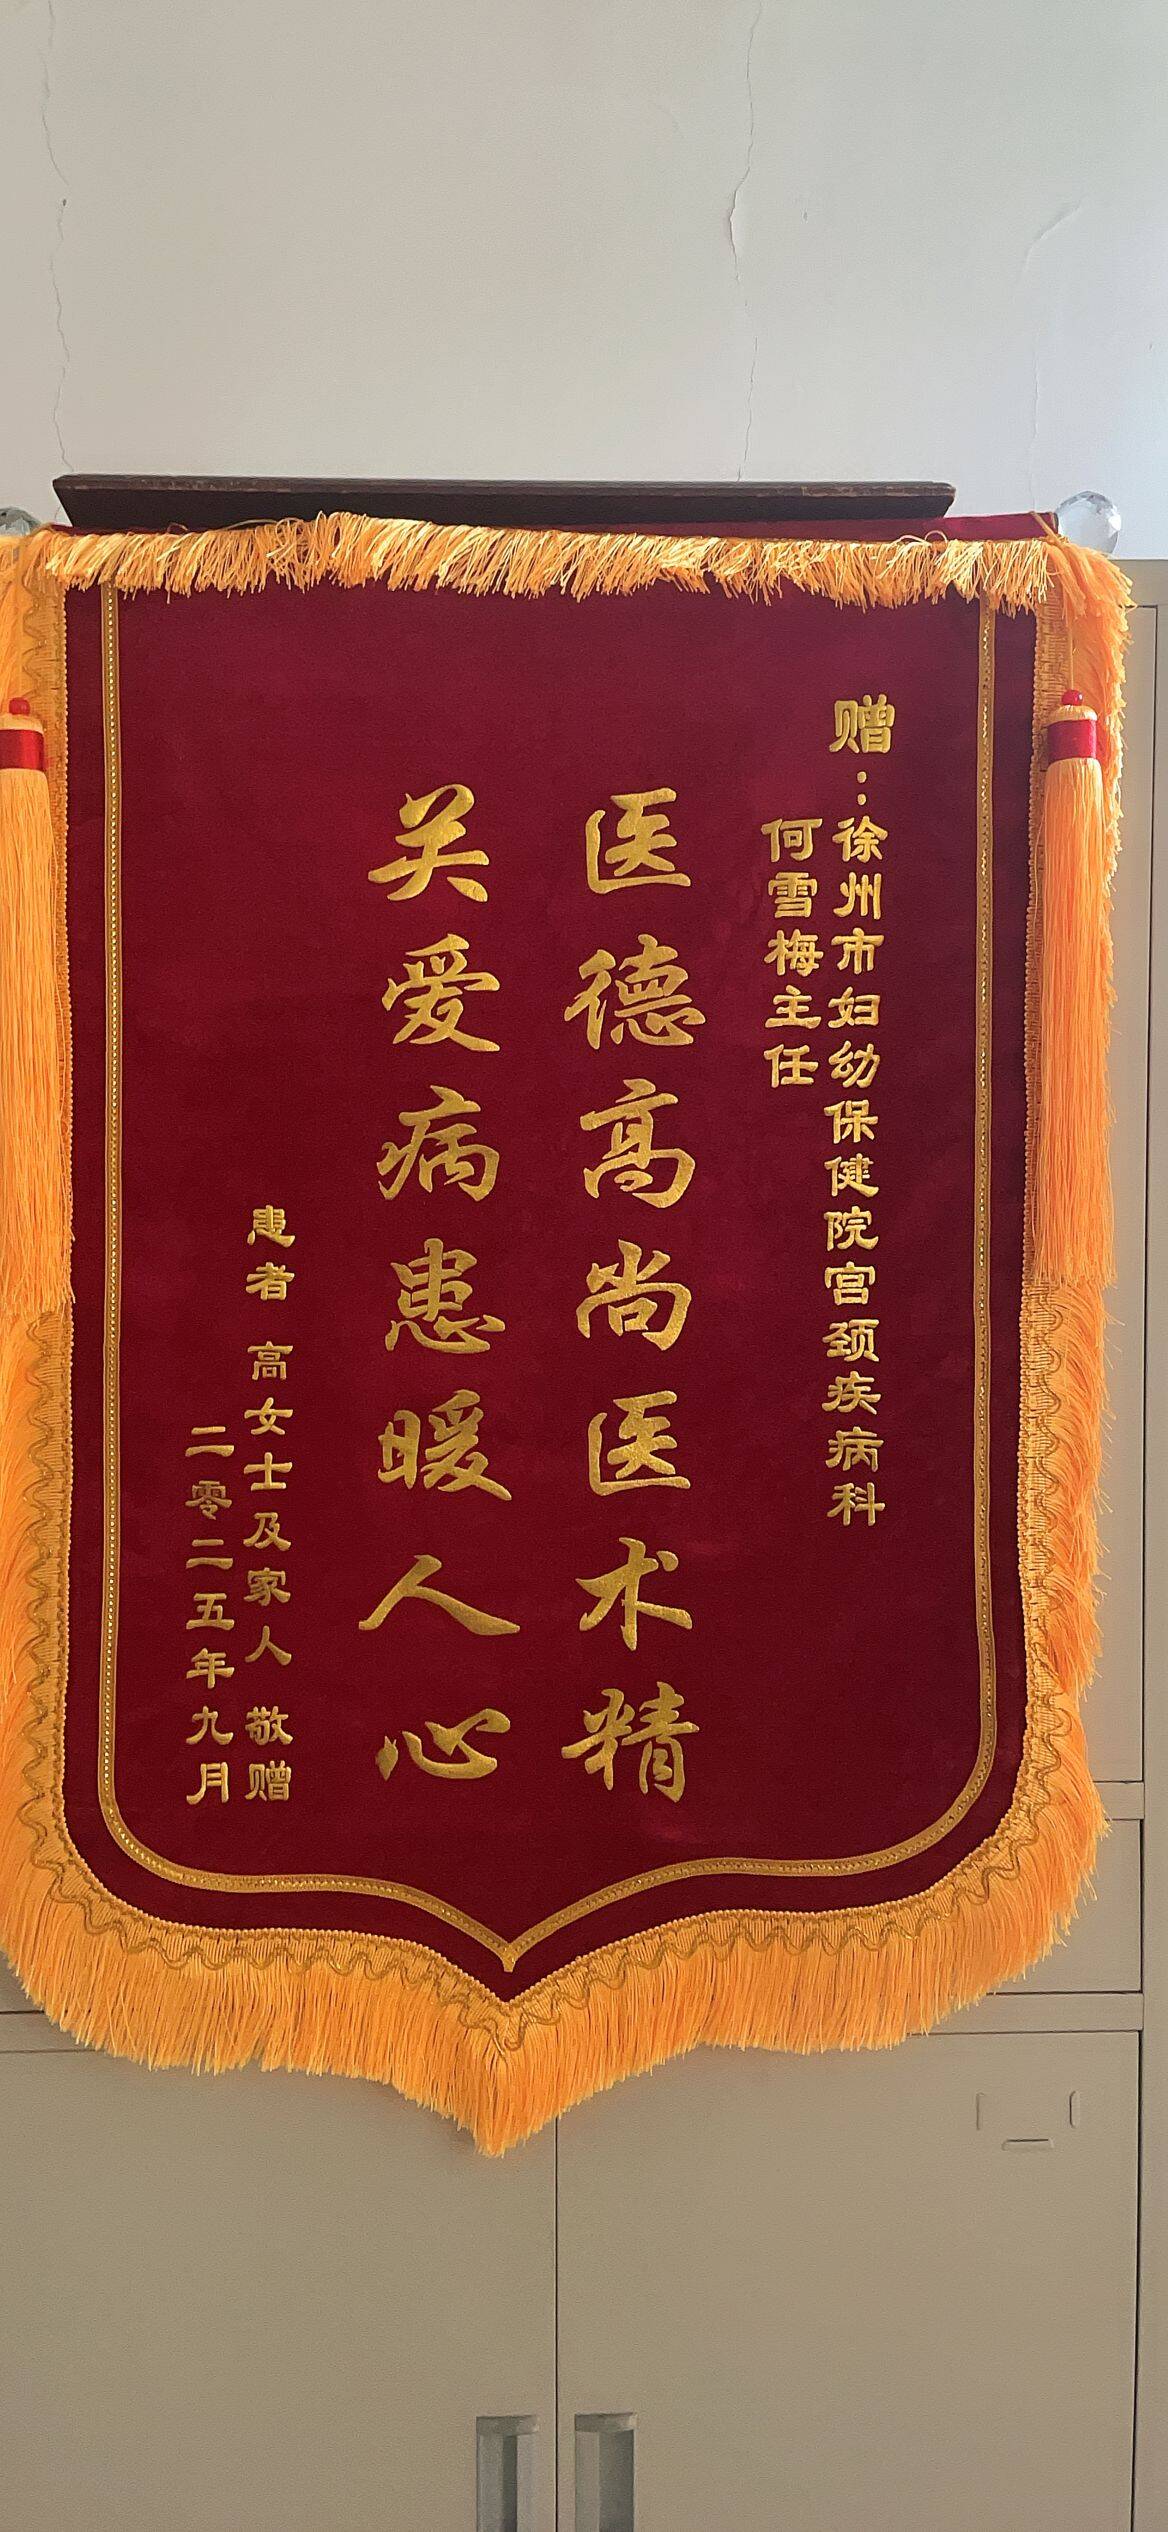 赠：徐州市妇幼保健院宫颈疾病科
何雪梅主任
医德高尚医术精
关爱病患暖人心
患者 高女士及家人 敬赠
二零二五年九月